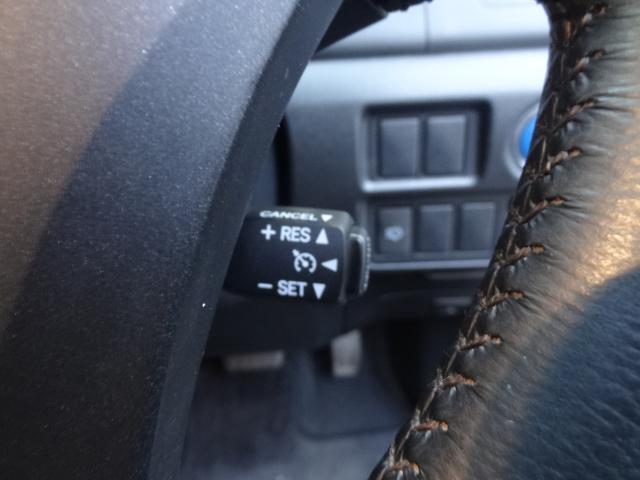 CANCEL ▼
+ RES ▲
◀
− SET ▼